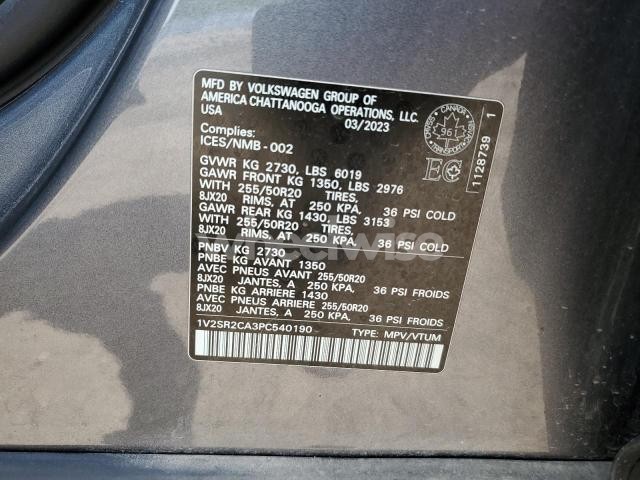 MFD BY VOLKSWAGEN GROUP OF
AMERICA CHATTANOOGA OPERATIONS, LLC.
USA
03/2023
Complies:
ICES/NMB-002
GVWR KG 2730, LBS 6019
GAWR FRONT KG 1350, LBS 2976
WITH 255/50R20 TIRES,
8JX20 RIMS, AT 250 KPA, 36 PSI COLD
GAWR REAR KG 1430, LBS 3153
WITH 255/50R20 TIRES,
8JX20 RIMS, AT 250 KPA, 36 PSI COLD
PNBV KG 2730
PNBE KG AVANT 1350
AVEC PNEUS AVANT 255/50R20
8JX20 JANTES, A 250 KPA, 36 PSI FROIDS
PNBE KG ARRIERE 1430
AVEC PNEUS ARRIERE 255/50R20
8JX20 JANTES, A 250 KPA, 36 PSI FROIDS
1V2SR2CA3PC540190 TYPE: MPV/VTUM
CANADA
96
EC
1128739 1